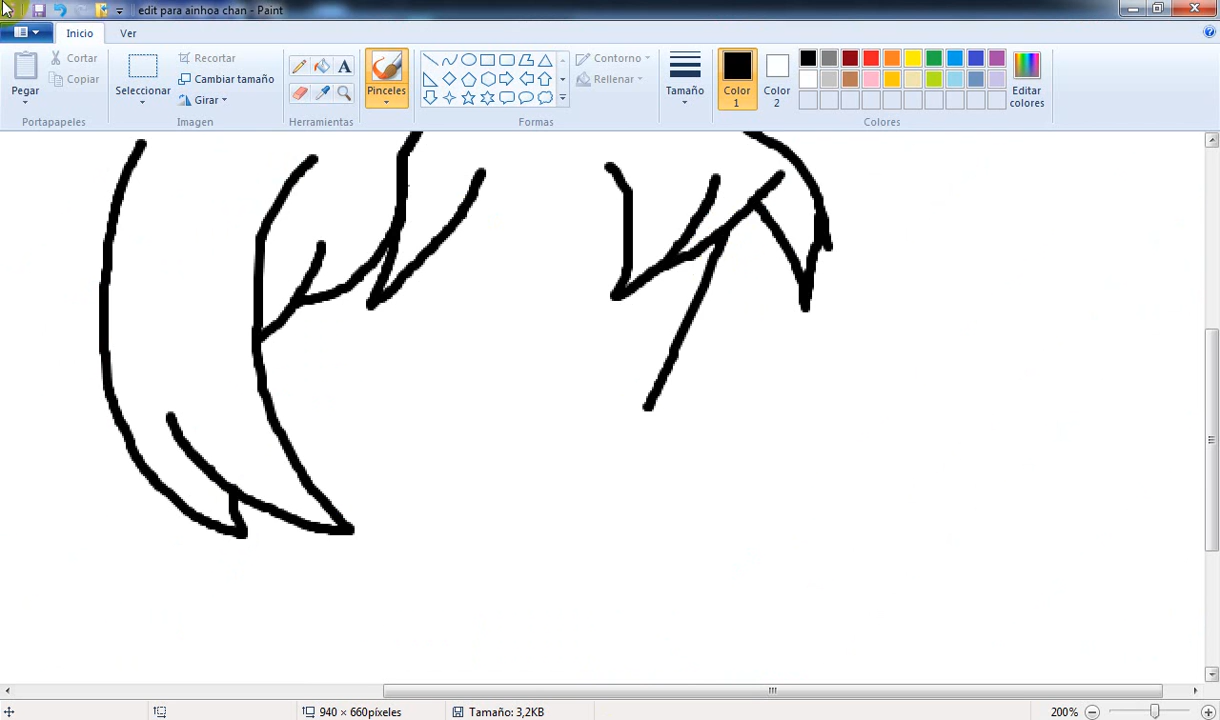 edit para ainhoa chan - Paint
Inicio
Ver
Pegar
Cortar
Copiar
Portapapeles
Seleccionar
Recortar
Cambiar tamaño
Girar
Imagen
A
Herramientas
Pinceles
Contorno
Rellenar
Formas
Tamaño
Color
1
Color
2
Editar
colores
Colores
940 × 660píxeles
Tamaño: 3,2KB
200%